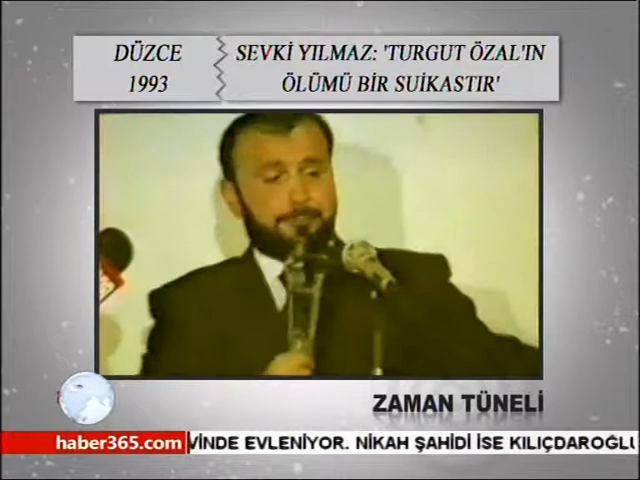 DÜZCE
1993
SEVKİ YILMAZ: 'TURGUT ÖZAL'IN
ÖLÜMÜ BİR SUİKASTIR'
ZAMAN TÜNELİ
haber365.com
VİNDE EVLENİYOR. NİKAH ŞAHİDİ İSE KILIÇDAROĞLU